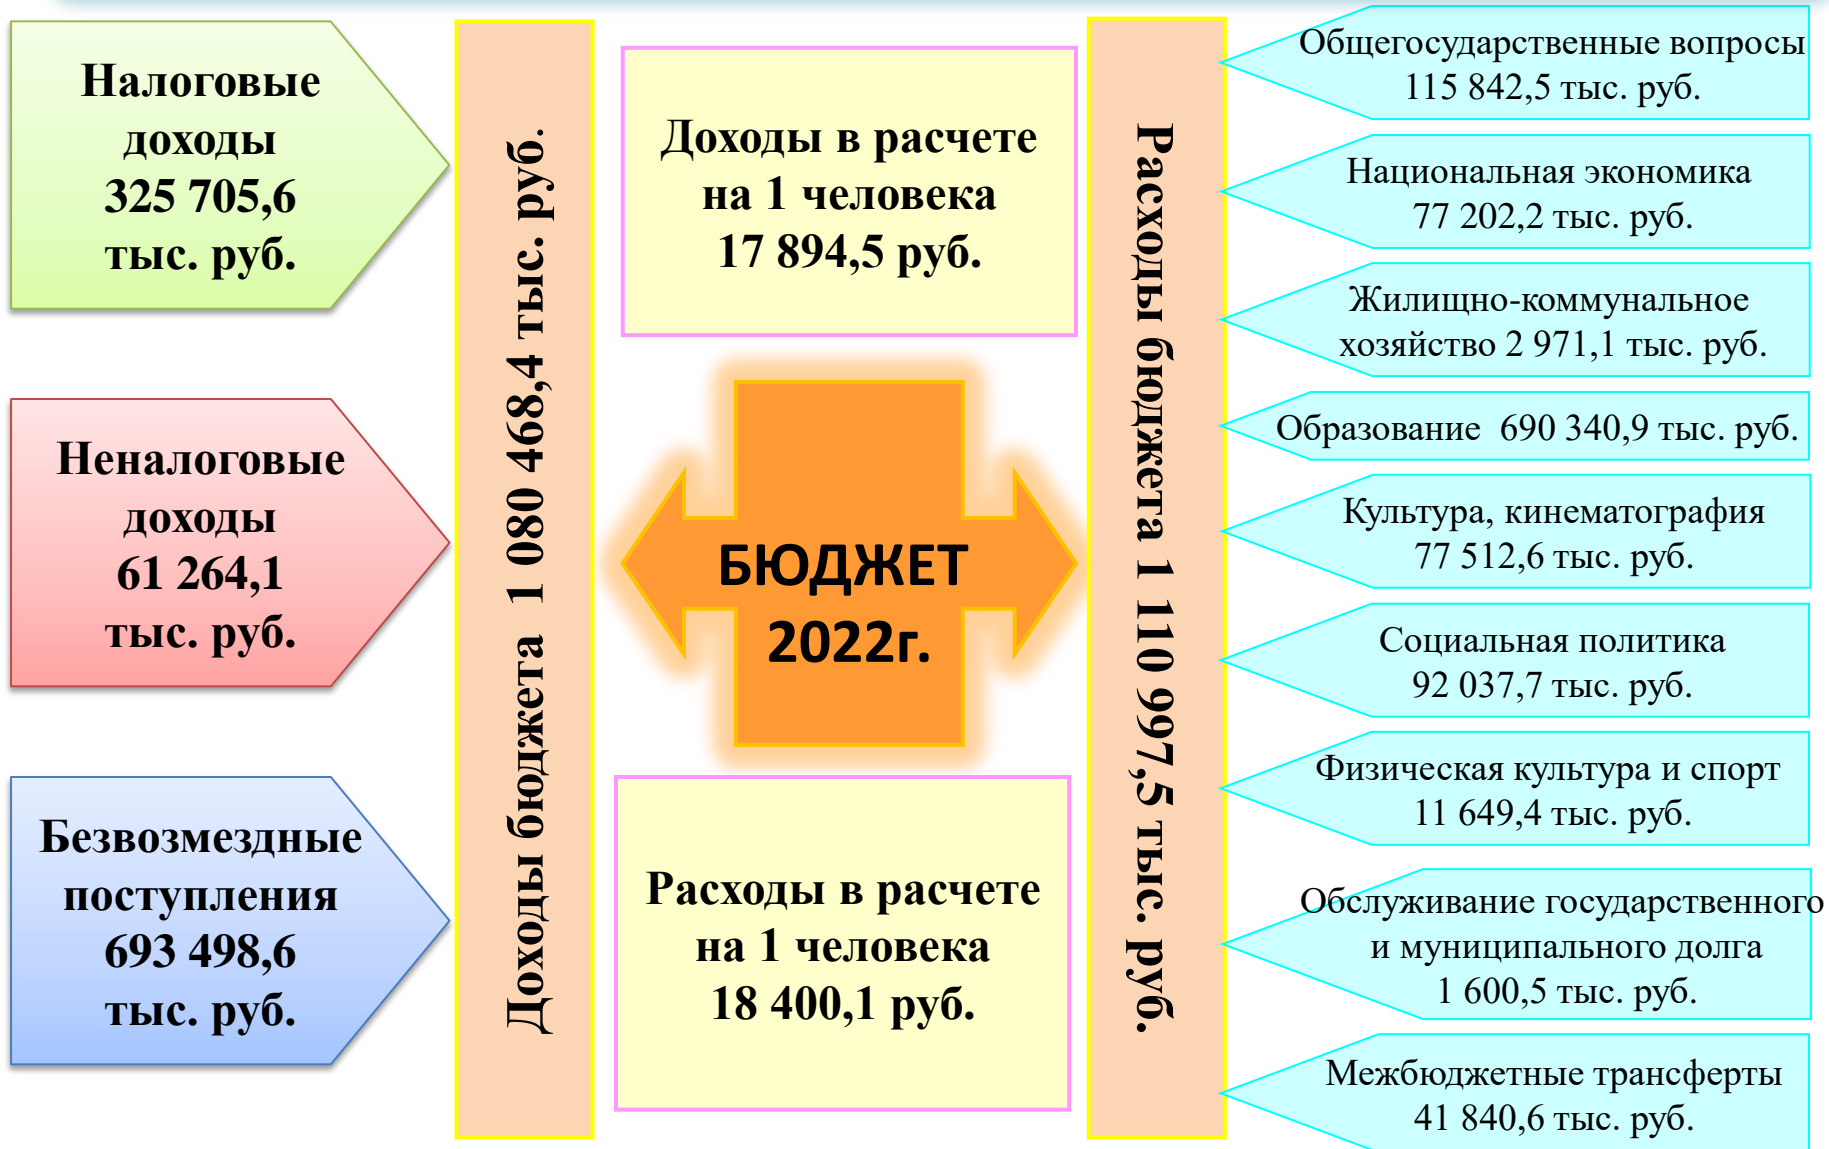 Налоговые
доходы
325 705,6
тыс. руб.
Неналоговые
доходы
61 264,1
тыс. руб.
Безвозмездные
поступления
693 498,6
тыс. руб.
Доходы бюджета 1 080 468,4 тыс. руб.
Доходы в расчете
на 1 человека
17 894,5 руб.
БЮДЖЕТ
2022г.
Расходы в расчете
на 1 человека
18 400,1 руб.
Расходы бюджета 1 110 997,5 тыс. руб.
Общегосударственные вопросы
115 842,5 тыс. руб.
Национальная экономика
77 202,2 тыс. руб.
Жилищно-коммунальное
хозяйство 2 971,1 тыс. руб.
Образование 690 340,9 тыс. руб.
Культура, кинематография
77 512,6 тыс. руб.
Социальная политика
92 037,7 тыс. руб.
Физическая культура и спорт
11 649,4 тыс. руб.
Обслуживание государственного
и муниципального долга
1 600,5 тыс. руб.
Межбюджетные трансферты
41 840,6 тыс. руб.